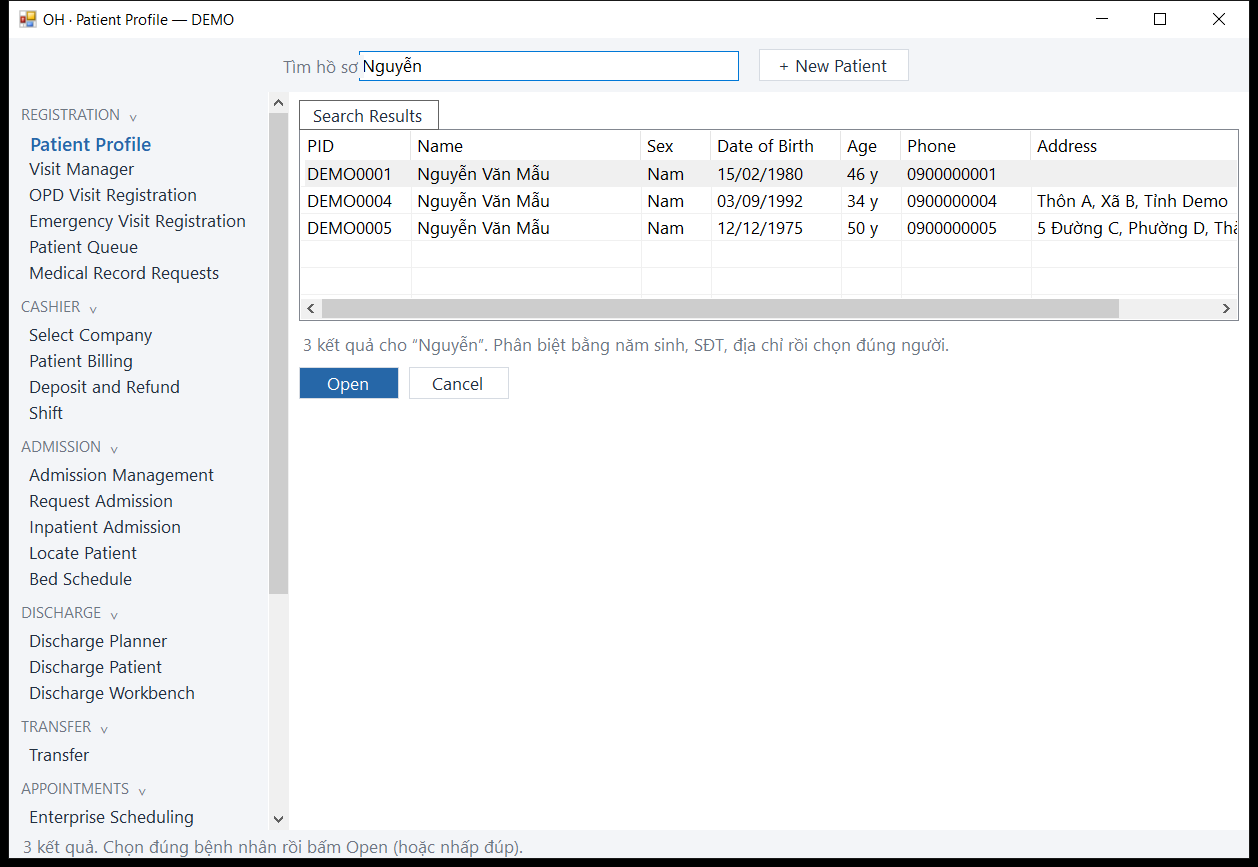 OH · Patient Profile — DEMO
Tìm hồ sơ Nguyễn + New Patient
REGISTRATION
Patient Profile
Visit Manager
OPD Visit Registration
Emergency Visit Registration
Patient Queue
Medical Record Requests
CASHIER
Select Company
Patient Billing
Deposit and Refund
Shift
ADMISSION
Admission Management
Request Admission
Inpatient Admission
Locate Patient
Bed Schedule
DISCHARGE
Discharge Planner
Discharge Patient
Discharge Workbench
TRANSFER
Transfer
APPOINTMENTS
Enterprise Scheduling
Search Results
PID Name Sex Date of Birth Age Phone Address
DEMO0001 Nguyễn Văn Mẫu Nam 15/02/1980 46 y 0900000001
DEMO0004 Nguyễn Văn Mẫu Nam 03/09/1992 34 y 0900000004 Thôn A, Xã B, Tỉnh Demo
DEMO0005 Nguyễn Văn Mẫu Nam 12/12/1975 50 y 0900000005 5 Đường C, Phường D,
3 kết quả cho “Nguyễn”. Phân biệt bằng năm sinh, SĐT, địa chỉ rồi chọn đúng người.
Open Cancel
3 kết quả. Chọn đúng bệnh nhân rồi bấm Open (hoặc nhấp đúp).